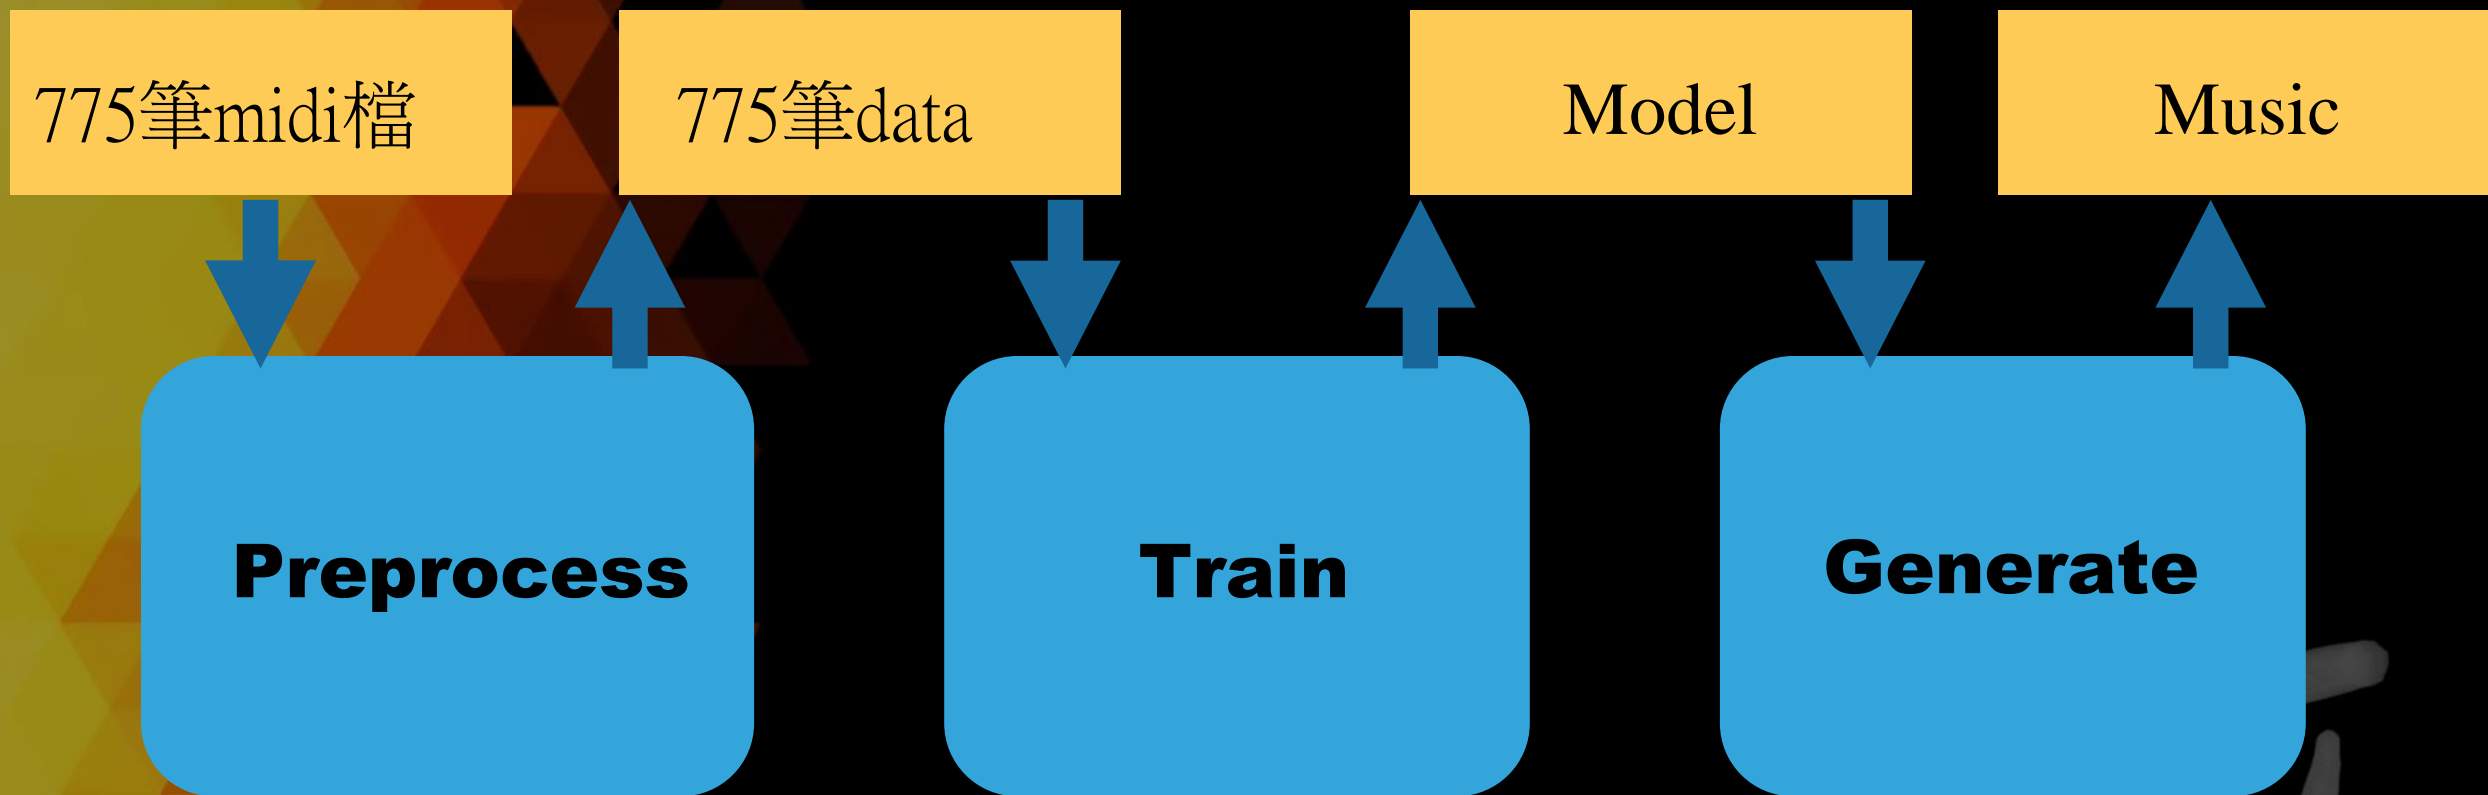 775筆midi檔
775筆data
Model
Music
Preprocess
Train
Generate